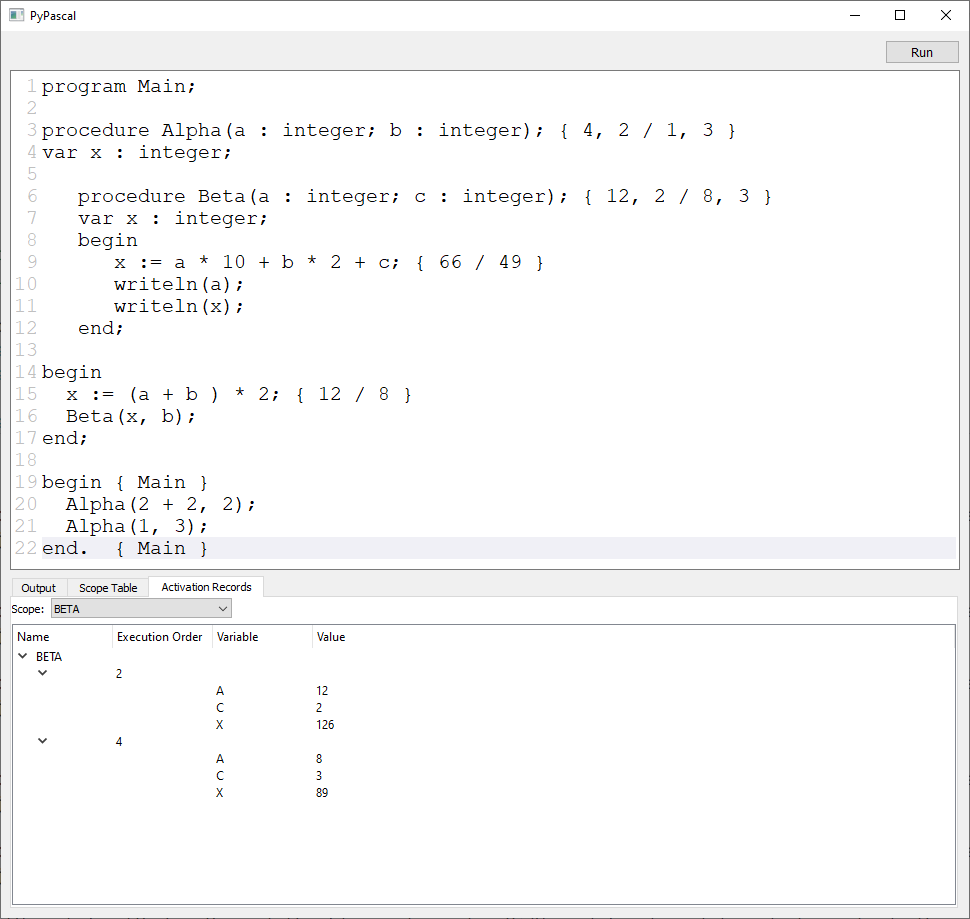 PyPascal
Run
1 program Main;
2
3 procedure Alpha(a : integer; b : integer); { 4, 2 / 1, 3 }
4 var x : integer;
5
6    procedure Beta(a : integer; c : integer); { 12, 2 / 8, 3 }
7    var x : integer;
8    begin
9       x := a * 10 + b * 2 + c; { 66 / 49 }
10       writeln(a);
11       writeln(x);
12    end;
13
14 begin
15   x := (a + b ) * 2; { 12 / 8 }
16   Beta(x, b);
17 end;
18
19 begin { Main }
20   Alpha(2 + 2, 2);
21   Alpha(1, 3);
22 end.  { Main }
Output Scope Table Activation Records
Scope: BETA
Name Execution Order Variable Value
BETA
2
A 12
C 2
X 126
4
A 8
C 3
X 89